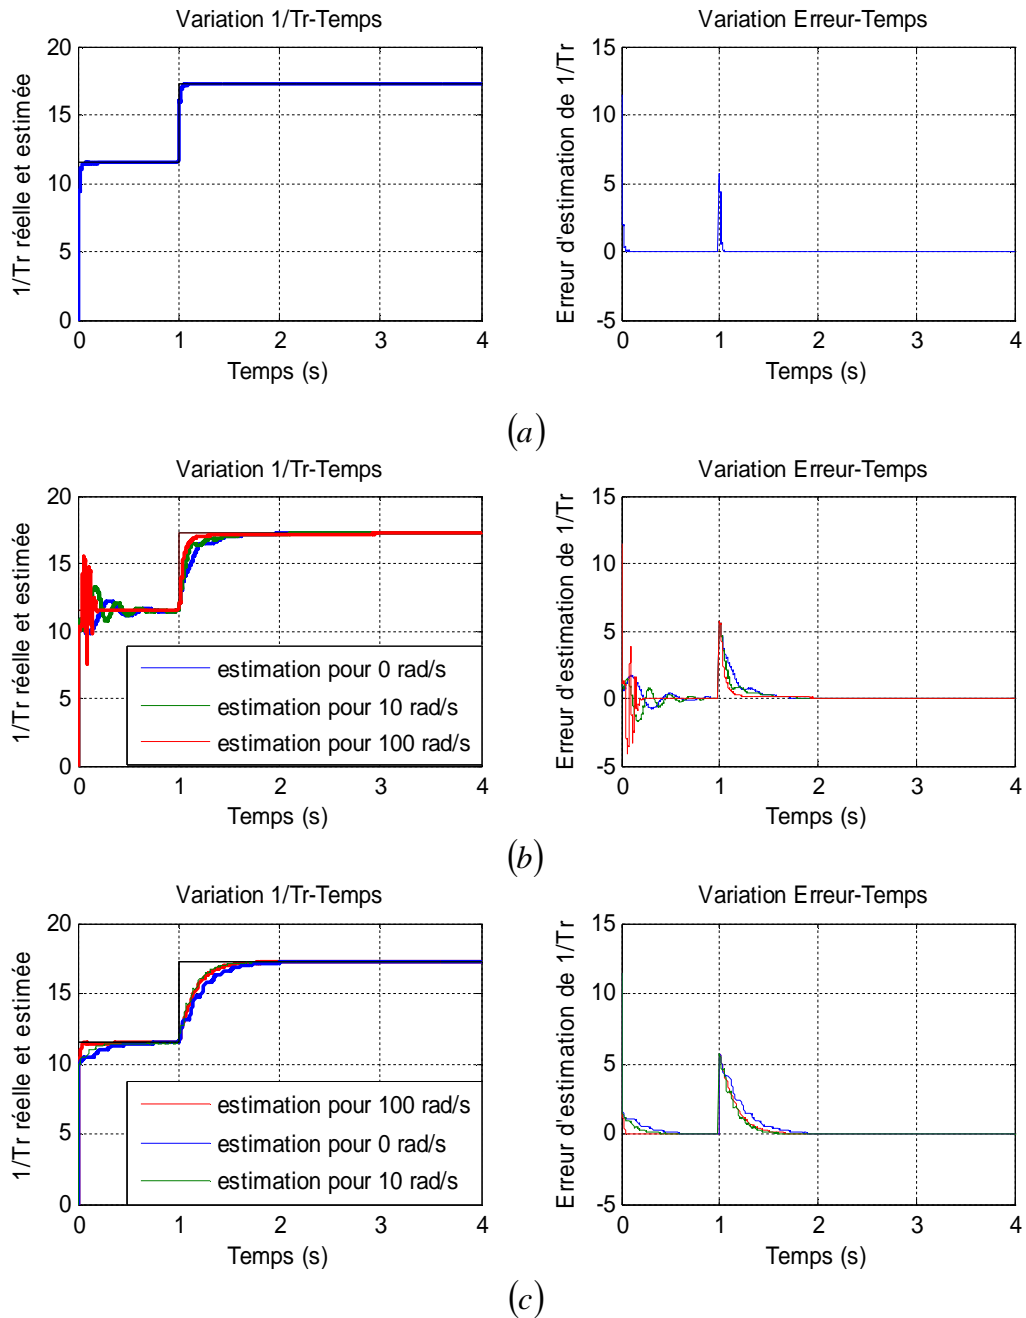 Variation 1/Tr-Temps
Variation Erreur-Temps
1/Tr réelle et estimée
20
15
10
5
0
0 1 2 3 4
Temps (s)
Erreur d'estimation de 1/Tr
15
10
5
0
-5
0 1 2 3 4
Temps (s)
(a)
Variation 1/Tr-Temps
Variation Erreur-Temps
1/Tr réelle et estimée
20
15
10
5
0
estimation pour 0 rad/s
estimation pour 10 rad/s
estimation pour 100 rad/s
0 1 2 3 4
Temps (s)
Erreur d'estimation de 1/Tr
15
10
5
0
-5
0 1 2 3 4
Temps (s)
(b)
Variation 1/Tr-Temps
Variation Erreur-Temps
1/Tr réelle et estimée
20
15
10
5
0
estimation pour 100 rad/s
estimation pour 0 rad/s
estimation pour 10 rad/s
0 1 2 3 4
Temps (s)
Erreur d'estimation de 1/Tr
15
10
5
0
-5
0 1 2 3 4
Temps (s)
(c)